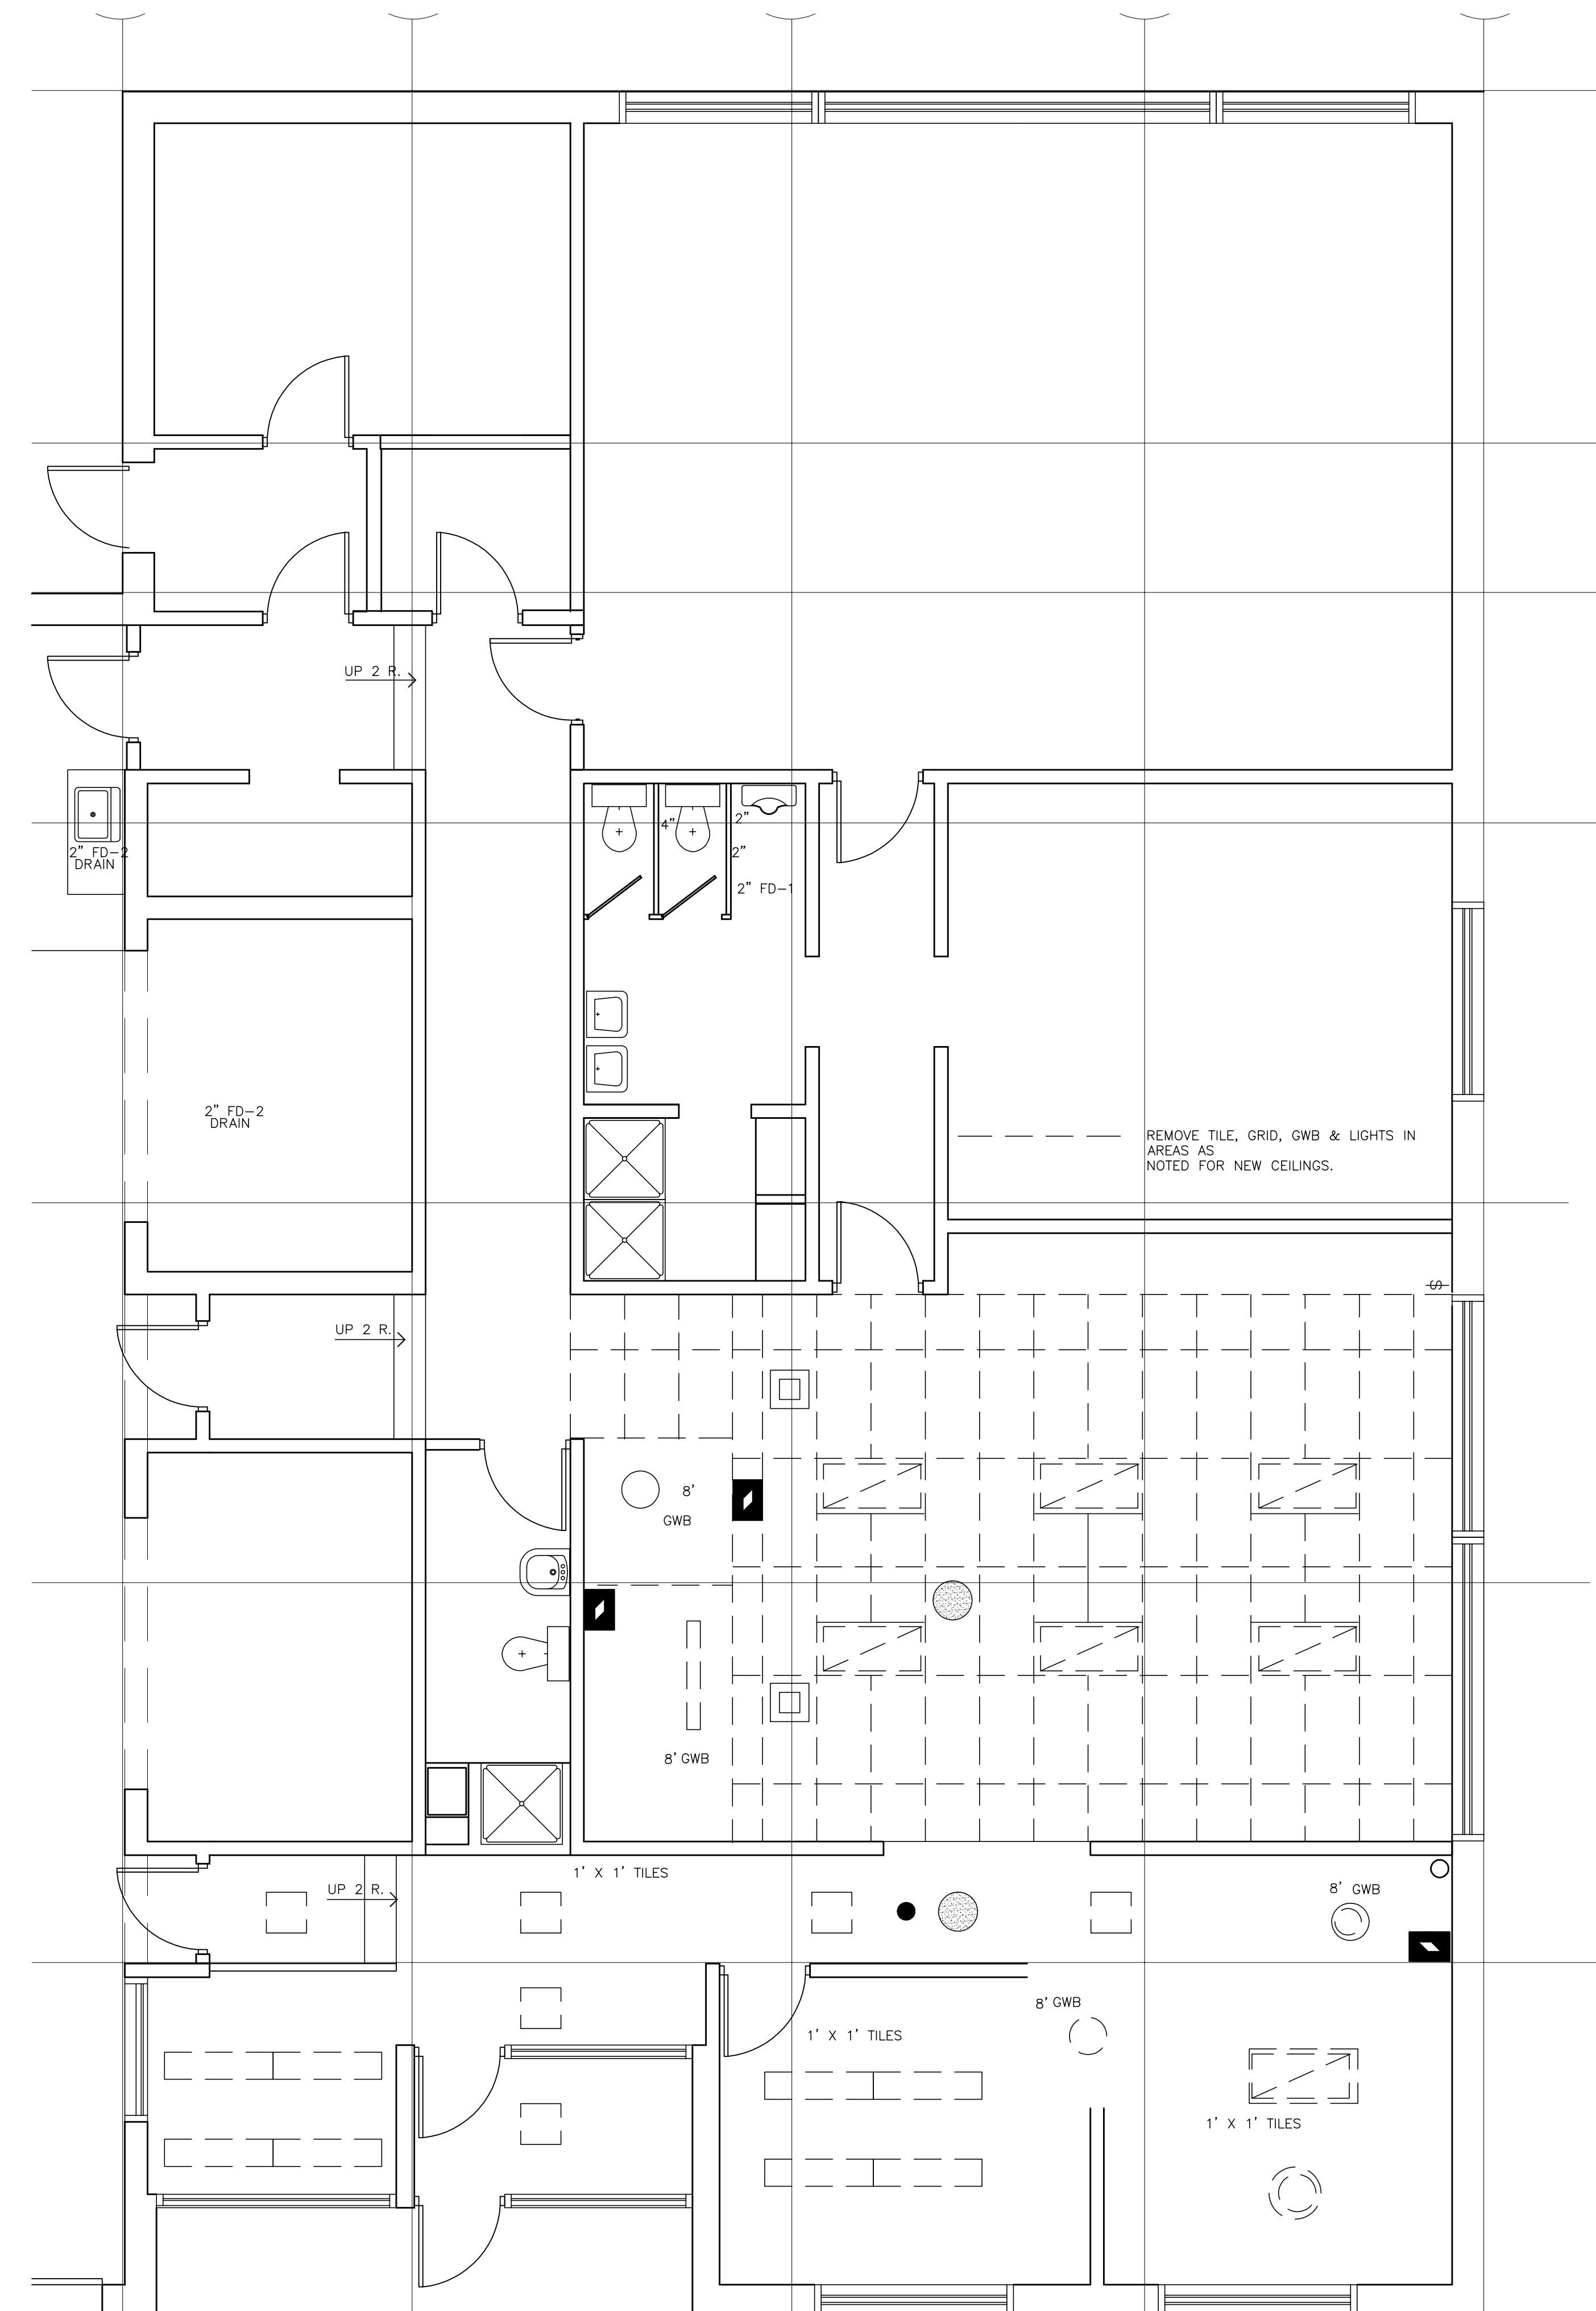 UP 2 R.
4"
2"
2"
2" FD-2
DRAIN
2" FD-1
2" FD-2
DRAIN
REMOVE TILE, GRID, GWB & LIGHTS IN
AREAS AS
NOTED FOR NEW CEILINGS.
S
UP 2 R.
8'
GWB
8' GWB
1' X 1' TILES
UP 2 R.
8' GWB
8' GWB
1' X 1' TILES
1' X 1' TILES